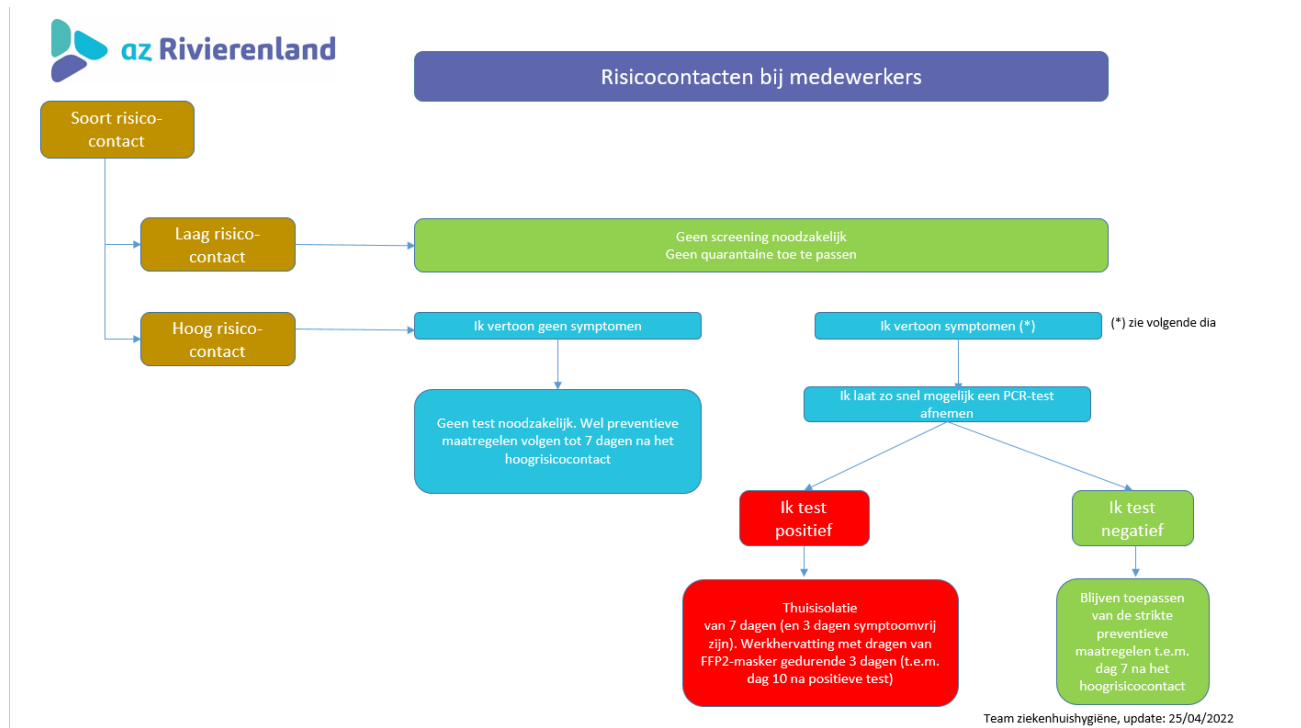 az Rivierenland
Risicocontacten bij medewerkers
Soort risico-
contact
Laag risico-
contact
Geen screening noodzakelijk
Geen quarantaine toe te passen
Hoog risico-
contact
Ik vertoon geen symptomen
Ik vertoon symptomen (*)
(*) zie volgende dia
Geen test noodzakelijk. Wel preventieve
maatregelen volgen tot 7 dagen na het
hoogrisicocontact
Ik laat zo snel mogelijk een PCR-test
afnemen
Ik test
positief
Ik test
negatief
Thuisisolatie
van 7 dagen (en 3 dagen symptoomvrij
zijn). Werkhervatting met dragen van
FFP2-masker gedurende 3 dagen (t.e.m.
dag 10 na positieve test)
Blijven toepassen
van de strikte
preventieve
maatregelen t.e.m.
dag 7 na het
hoogrisicocontact
Team ziekenhuishygiëne, update: 25/04/2022